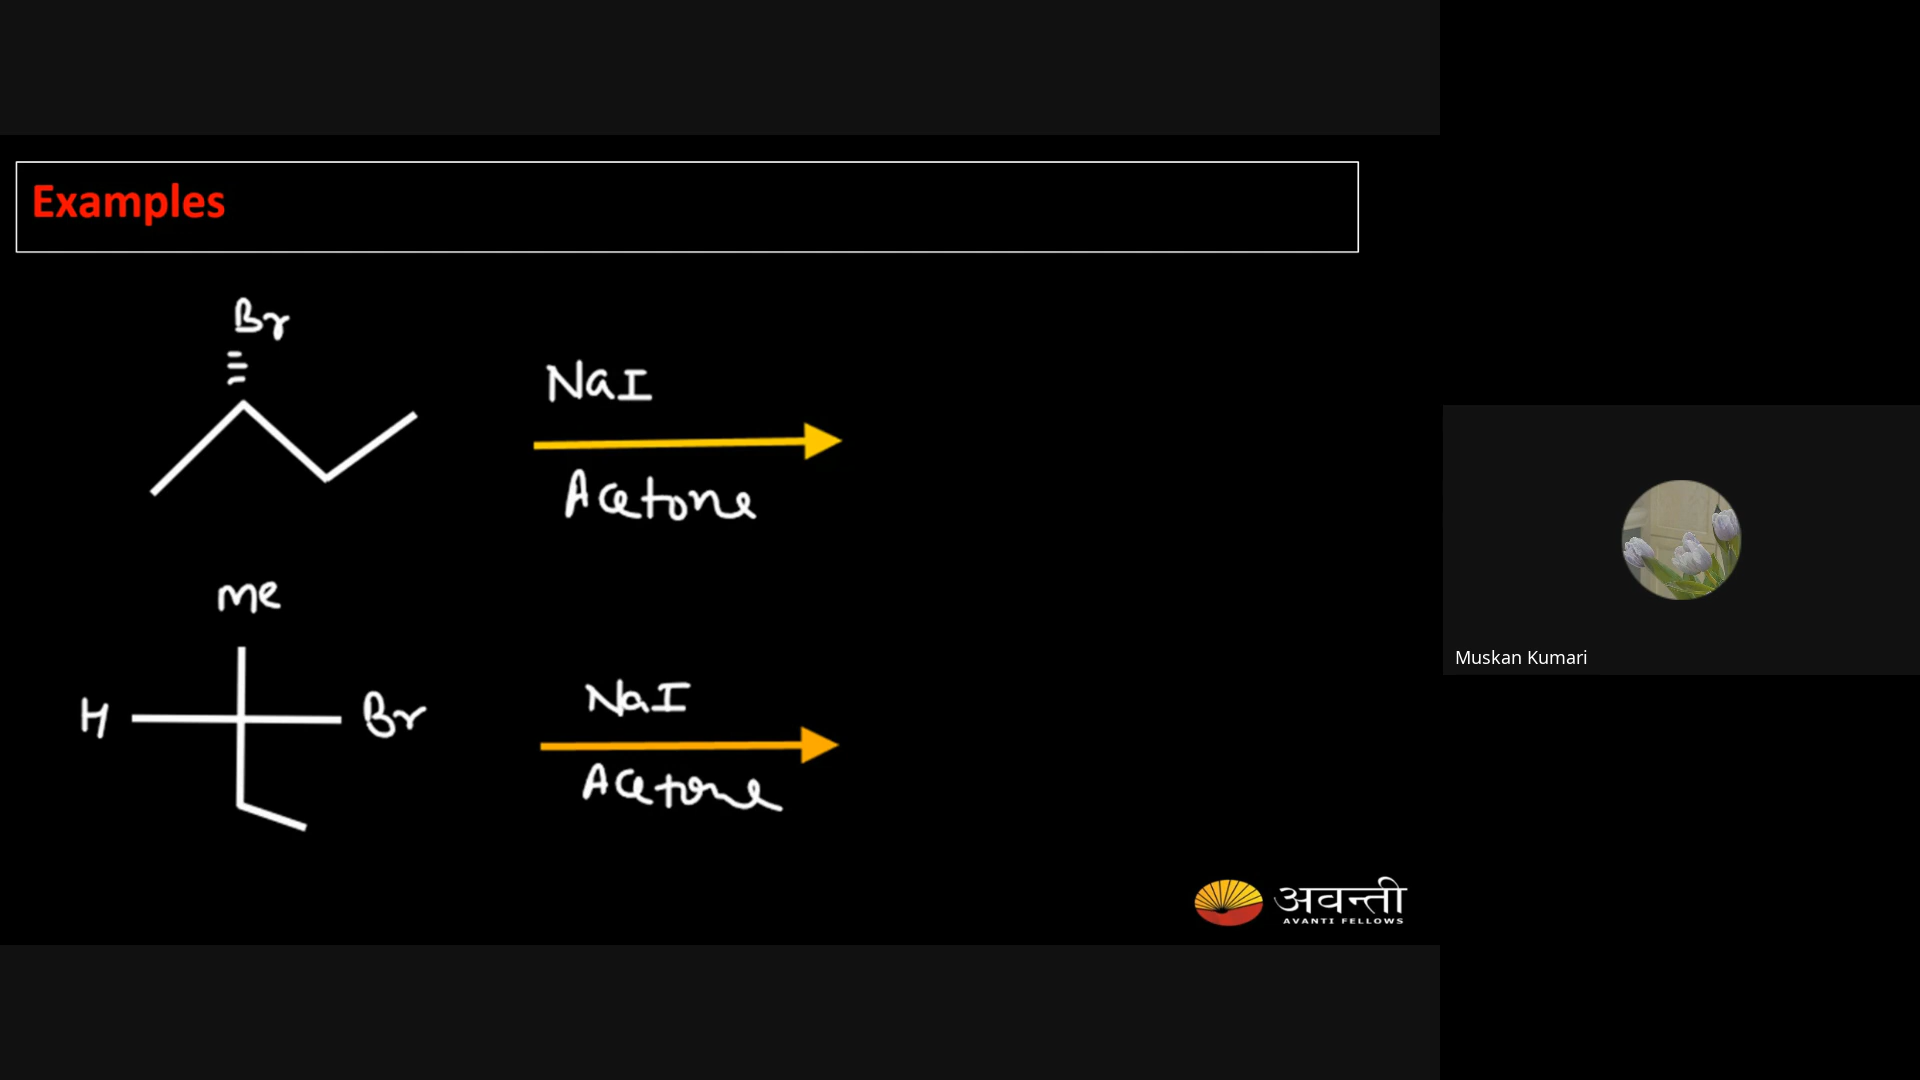 Examples
Br
NaI
Acetone
Me
H
Br
NaI
Acetone
Muskan Kumari
अवन्ती
AVANTI FELLOWS